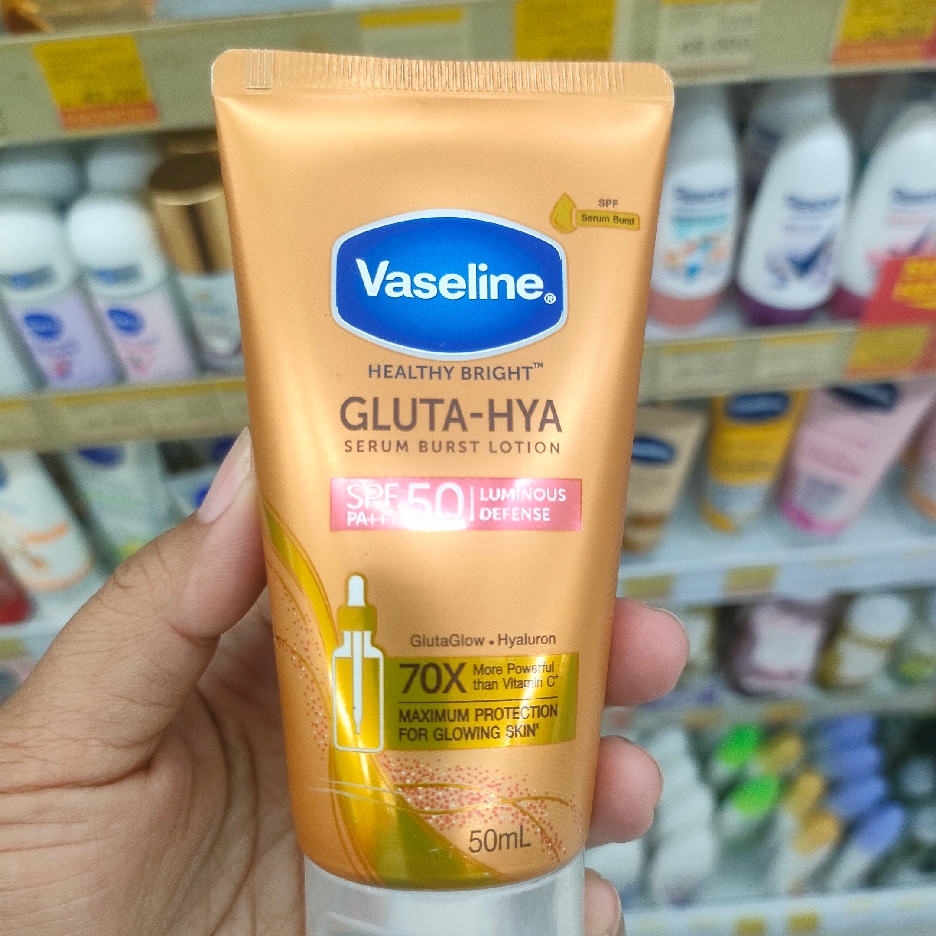 SPF
Serum Burst
Vaseline®
HEALTHY BRIGHT™
GLUTA-HYA
SERUM BURST LOTION
SPF 50
PA+++
LUMINOUS
DEFENSE
GlutaGlow • Hyaluron
70X
More Powerful
than Vitamin C⁺
MAXIMUM PROTECTION
FOR GLOWING SKIN
50mL